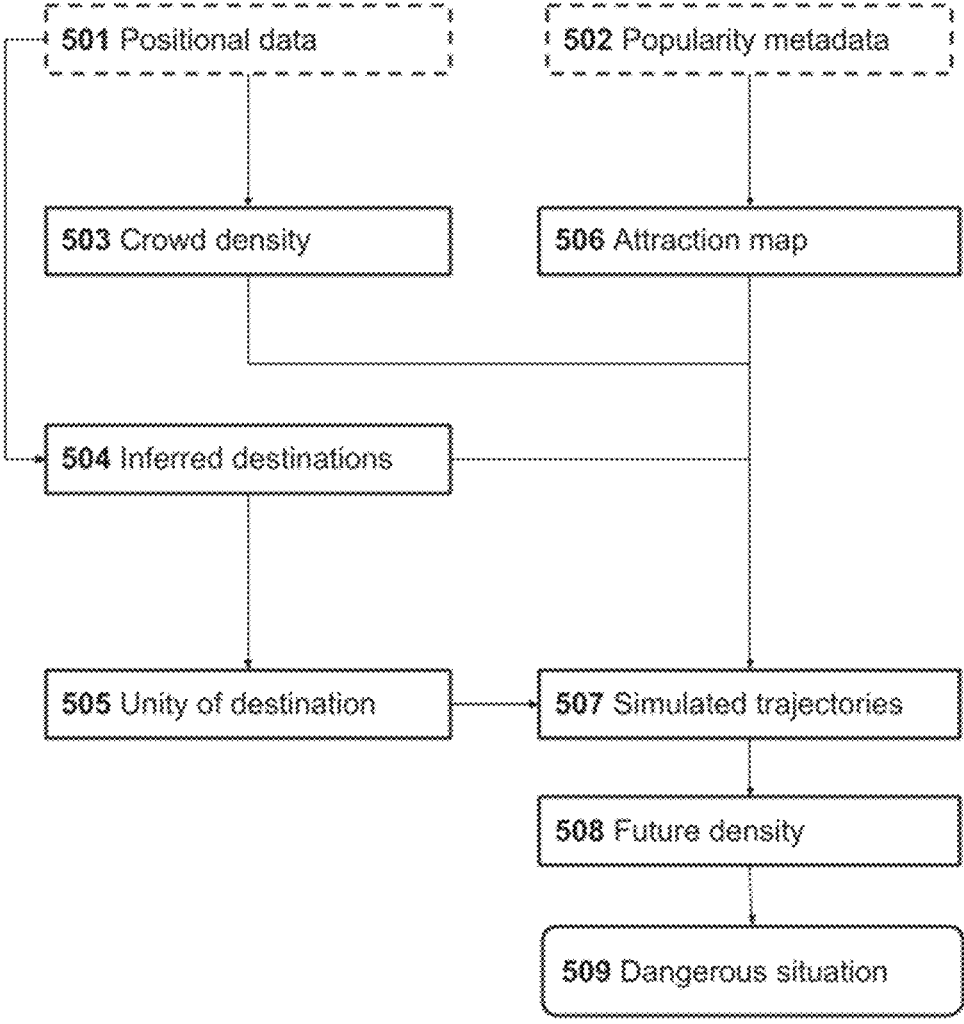 501 Positional data
502 Popularity metadata
503 Crowd density
506 Attraction map
504 Inferred destinations
505 Unity of destination
507 Simulated trajectories
508 Future density
509 Dangerous situation